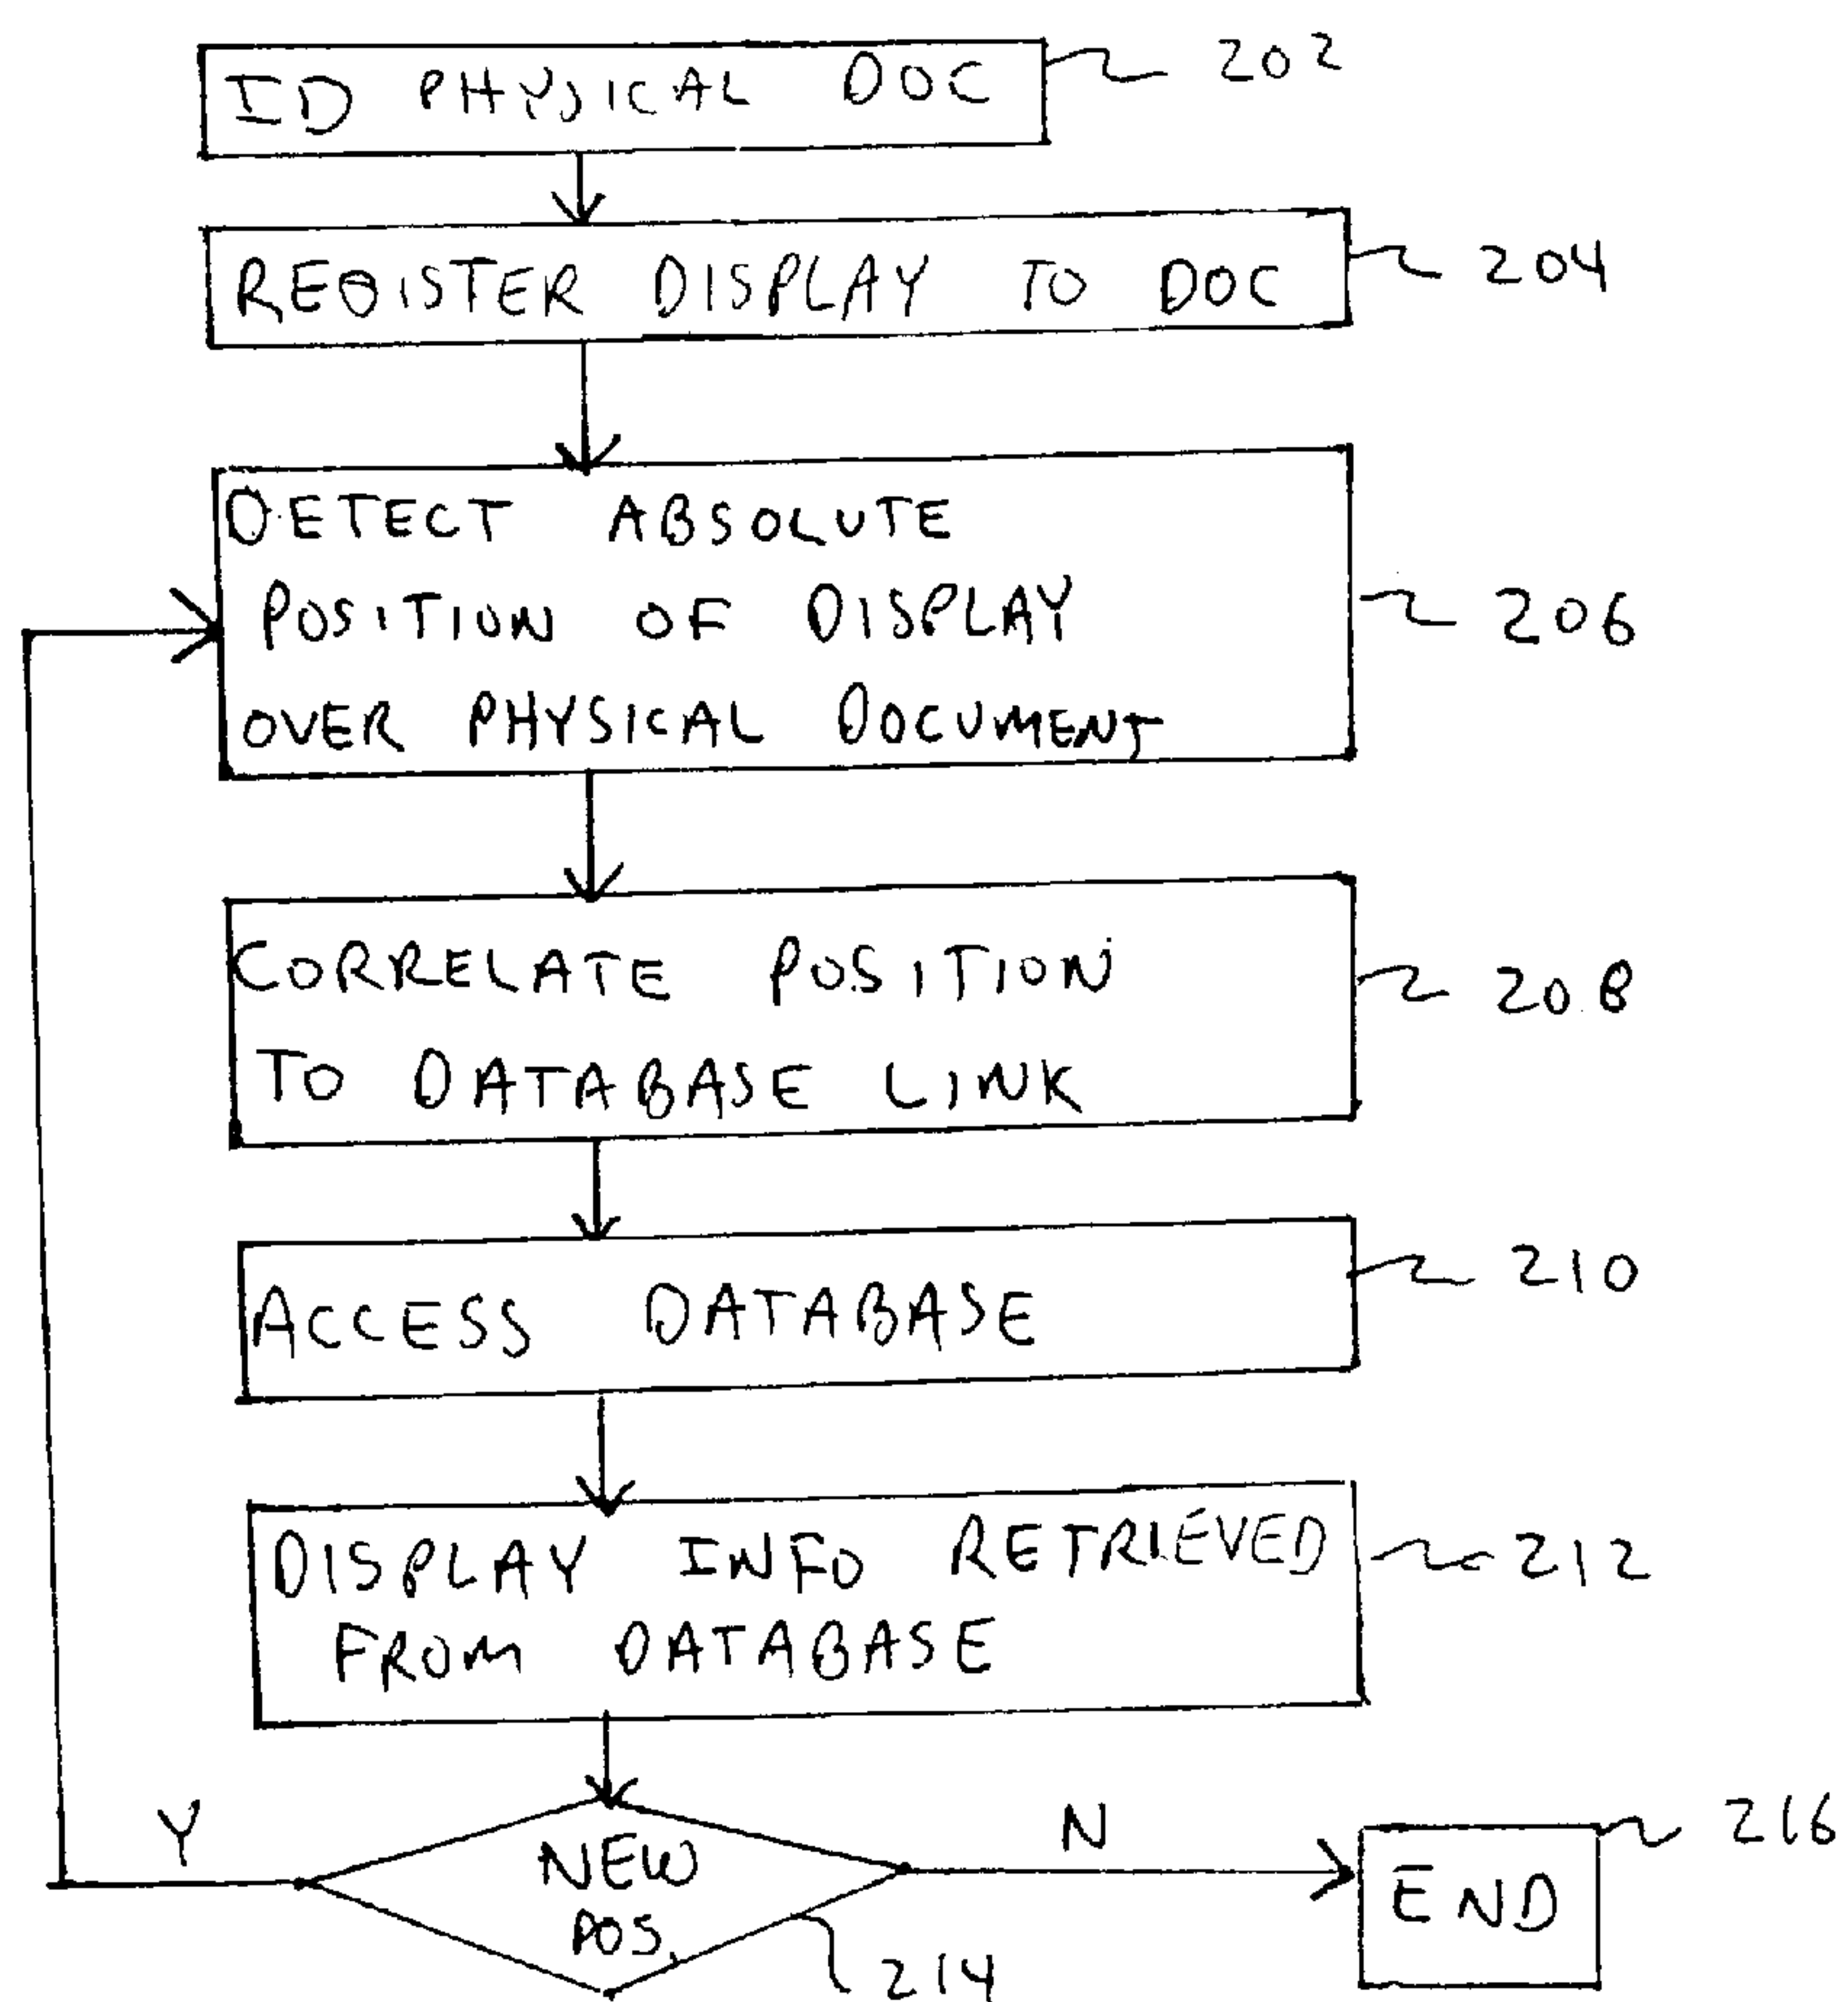 ID PHYSICAL DOC
202
REGISTER DISPLAY TO DOC
204
DETECT ABSOLUTE
POSITION OF DISPLAY
OVER PHYSICAL DOCUMENT
206
CORRELATE POSITION
TO DATABASE LINK
208
ACCESS DATABASE
210
DISPLAY INFO RETRIEVED
FROM DATABASE
212
Y
NEW
POS.
N
214
END
216